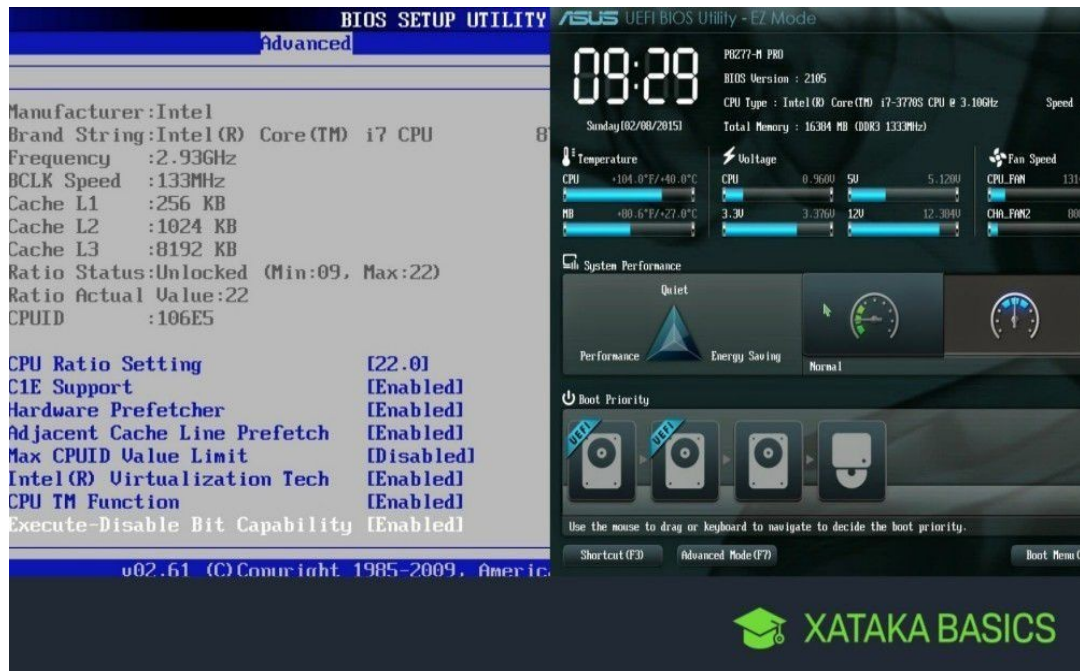 BIOS SETUP UTILITY
Advanced
Manufacturer:Intel
Brand String:Intel(R) Core(TM) i7 CPU 87
Frequency :2.93GHz
BCLK Speed :133MHz
Cache L1 :256 KB
Cache L2 :1024 KB
Cache L3 :8192 KB
Ratio Status:Unlocked (Min:09, Max:22)
Ratio Actual Value:22
CPUID :106E5
CPU Ratio Setting [22.0]
C1E Support [Enabled]
Hardware Prefetcher [Enabled]
Adjacent Cache Line Prefetch [Enabled]
Max CPUID Value Limit [Disabled]
Intel(R) Virtualization Tech [Enabled]
CPU TM Function [Enabled]
Execute-Disable Bit Capability [Enabled]
v02.61 (C)Copyright 1985-2009, Americ
ASUS UEFI BIOS Utility - EZ Mode
09:29
Sunday[02/08/2015]
P8Z77-M PRO
BIOS Version : 2105
CPU Type : Intel(R) Core(TM) i7-3770S CPU @ 3.10GHz Speed
Total Memory : 16384 MB (DDR3 1333MHz)
Temperature
CPU +104.0°F/+40.0°C
MB +80.6°F/+27.0°C
Voltage
CPU 0.960V 5V 5.120V
3.3V 3.376V 12V 12.304V
Fan Speed
CPU_FAN 131
CHA_FAN2 80
System Performance
Quiet
Performance
Energy Saving
Normal
Boot Priority
UEFI
UEFI
Use the mouse to drag or keyboard to navigate to decide the boot priority.
Shortcut(F3)
Advanced Mode(F7)
Boot Menu(
XATAKA BASICS